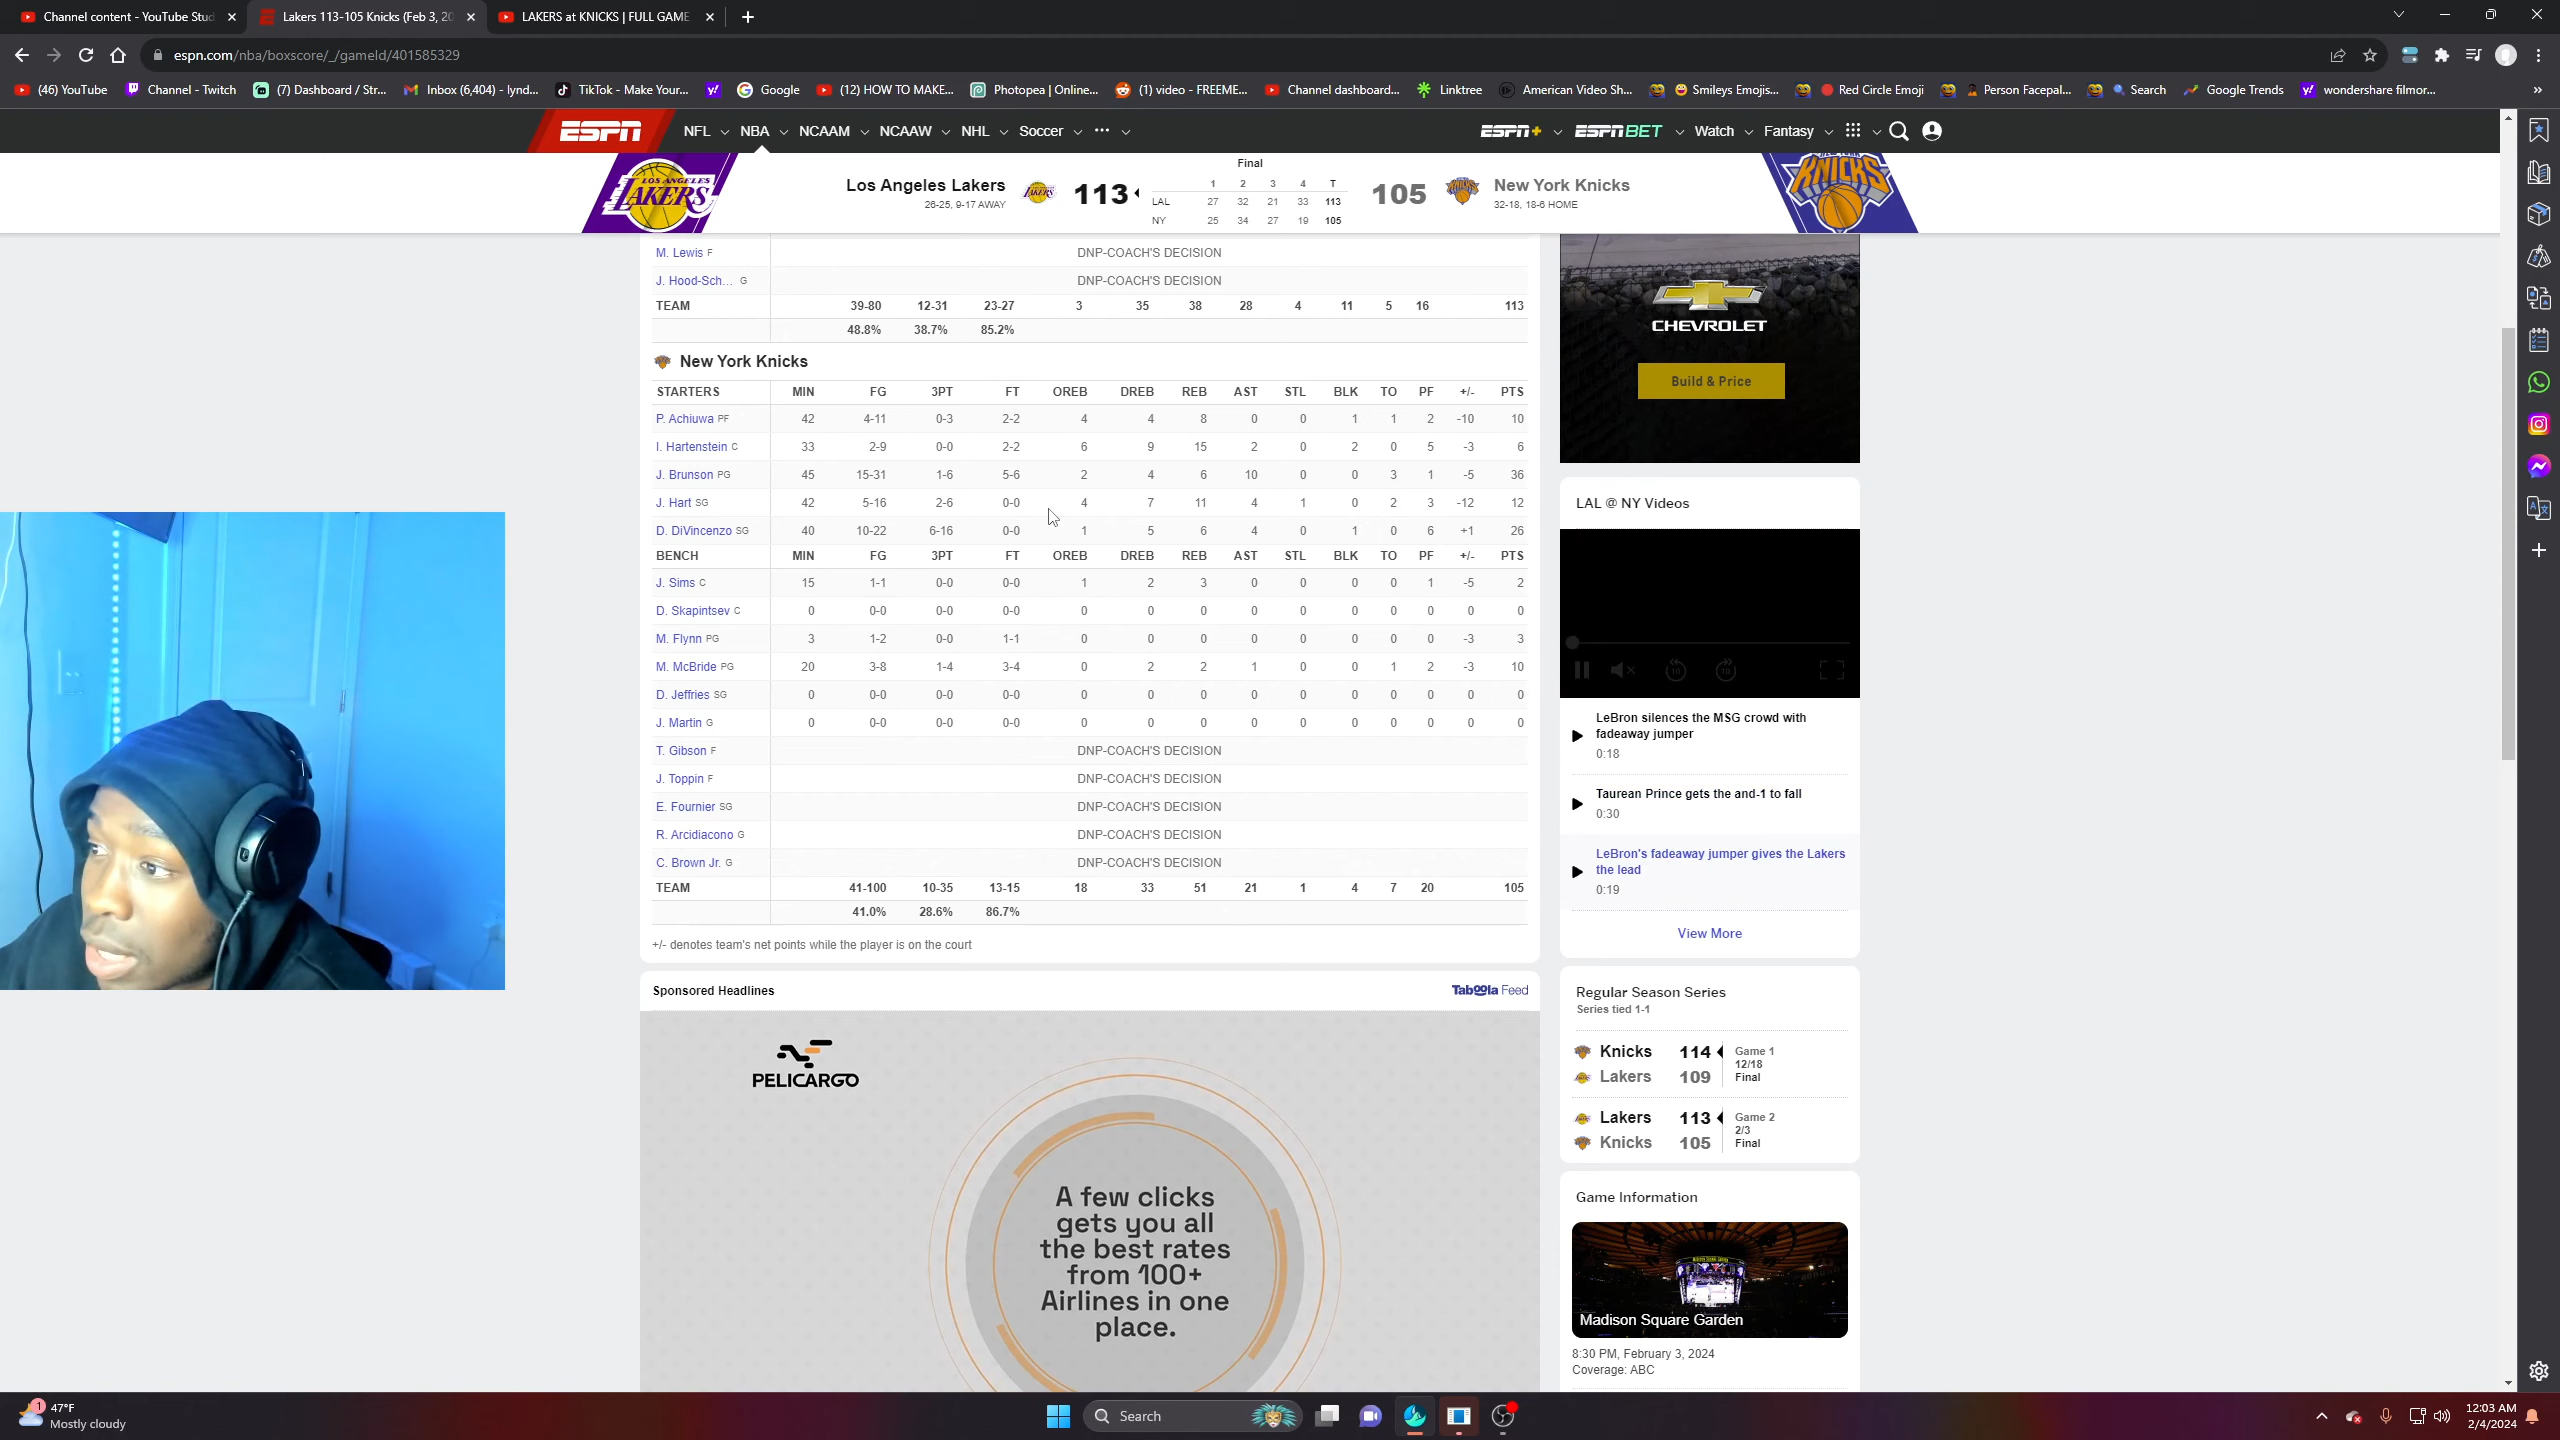 Channel content - YouTube Stud
Lakers 113-105 Knicks (Feb 3, 20
LAKERS at KNICKS | FULL GAME
espn.com/nba/boxscore/_/gameId/401585329
(46) YouTube
Channel - Twitch
(7) Dashboard / Str...
Inbox (6,404) - lynd...
TikTok - Make Your...
Google
(12) HOW TO MAKE...
Photopea | Online...
(1) video - FREEME...
Channel dashboard...
Linktree
American Video Sh...
Smileys Emojis...
Red Circle Emoji
Person Facepal...
Search
Google Trends
wondershare filmor...
»
ESPN NFL NBA NCAAM NCAAW NHL Soccer ••• ESPN+ ESPN BET Watch Fantasy
LOS ANGELES LAKERS
Los Angeles Lakers
26-25, 9-17 AWAY
113
Final
1 2 3 4 T
LAL 27 32 21 33 113
NY 25 34 27 19 105
105
New York Knicks
32-18, 18-6 HOME
NEW YORK KNICKS
M. Lewis F DNP-COACH'S DECISION
J. Hood-Sch... G DNP-COACH'S DECISION
TEAM 39-80 12-31 23-27 3 35 38 28 4 11 5 16 113
48.8% 38.7% 85.2%
New York Knicks
STARTERS MIN FG 3PT FT OREB DREB REB AST STL BLK TO PF +/- PTS
P. Achiuwa PF 42 4-11 0-3 2-2 4 4 8 0 0 1 1 2 -10 10
I. Hartenstein C 33 2-9 0-0 2-2 6 9 15 2 0 2 0 5 -3 6
J. Brunson PG 45 15-31 1-6 5-6 2 4 6 10 0 0 3 1 -5 36
J. Hart SG 42 5-16 2-6 0-0 4 7 11 4 1 0 2 3 -12 12
D. DiVincenzo SG 40 10-22 6-16 0-0 1 5 6 4 0 1 0 6 +1 26
BENCH MIN FG 3PT FT OREB DREB REB AST STL BLK TO PF +/- PTS
J. Sims C 15 1-1 0-0 0-0 1 2 3 0 0 0 0 1 -5 2
D. Skapintsev C 0 0-0 0-0 0-0 0 0 0 0 0 0 0 0 0 0
M. Flynn PG 3 1-2 0-0 1-1 0 0 0 0 0 0 0 0 -3 3
M. McBride PG 20 3-8 1-4 3-4 0 2 2 1 0 0 1 2 -3 10
D. Jeffries SG 0 0-0 0-0 0-0 0 0 0 0 0 0 0 0 0 0
J. Martin G 0 0-0 0-0 0-0 0 0 0 0 0 0 0 0 0 0
T. Gibson F DNP-COACH'S DECISION
J. Toppin F DNP-COACH'S DECISION
E. Fournier SG DNP-COACH'S DECISION
R. Arcidiacono G DNP-COACH'S DECISION
C. Brown Jr. G DNP-COACH'S DECISION
TEAM 41-100 10-35 13-15 18 33 51 21 1 4 7 20 105
41.0% 28.6% 86.7%
+/- denotes team's net points while the player is on the court
Sponsored Headlines
Taboola Feed
PELICARGO
A few clicks
gets you all
the best rates
from 100+
Airlines in one
place.
CHEVROLET
Build & Price
LAL @ NY Videos
10
10
LeBron silences the MSG crowd with
fadeaway jumper
0:18
Taurean Prince gets the and-1 to fall
0:30
LeBron's fadeaway jumper gives the Lakers
the lead
0:19
View More
Regular Season Series
Series tied 1-1
Knicks 114 Game 1
12/18
Lakers 109 Final
Lakers 113 Game 2
2/3
Knicks 105 Final
Game Information
Madison Square Garden
8:30 PM, February 3, 2024
Coverage: ABC
1
47°F
Mostly cloudy
Search
12:03 AM
2/4/2024